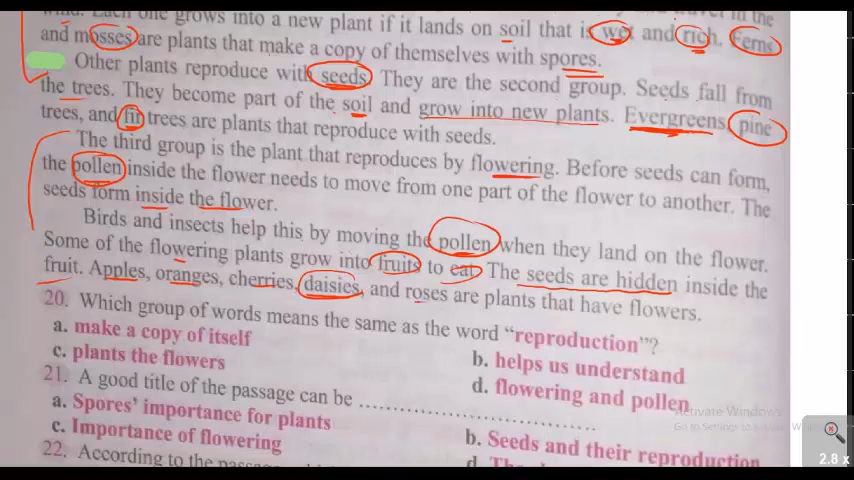 wind. Each one grows into a new plant if it lands on soil that is wet and rich. Ferns
and mosses are plants that make a copy of themselves with spores.
Other plants reproduce with seeds. They are the second group. Seeds fall from
the trees. They become part of the soil and grow into new plants. Evergreens, pine
trees, and fir trees are plants that reproduce with seeds.
The third group is the plant that reproduces by flowering. Before seeds can form,
the pollen inside the flower needs to move from one part of the flower to another. The
seeds form inside the flower.
Birds and insects help this by moving the pollen when they land on the flower.
Some of the flowering plants grow into fruits to eat. The seeds are hidden inside the
fruit. Apples, oranges, cherries, daisies, and roses are plants that have flowers.
20. Which group of words means the same as the word "reproduction"?
a. make a copy of itself
b. helps us understand
c. plants the flowers
d. flowering and pollen
21. A good title of the passage can be ..............................
a. Spores' importance for plants
b. Seeds and their reproduction
c. Importance of flowering
d.
22. According to the
Activate Windows
Go to Settings to
2.8 x